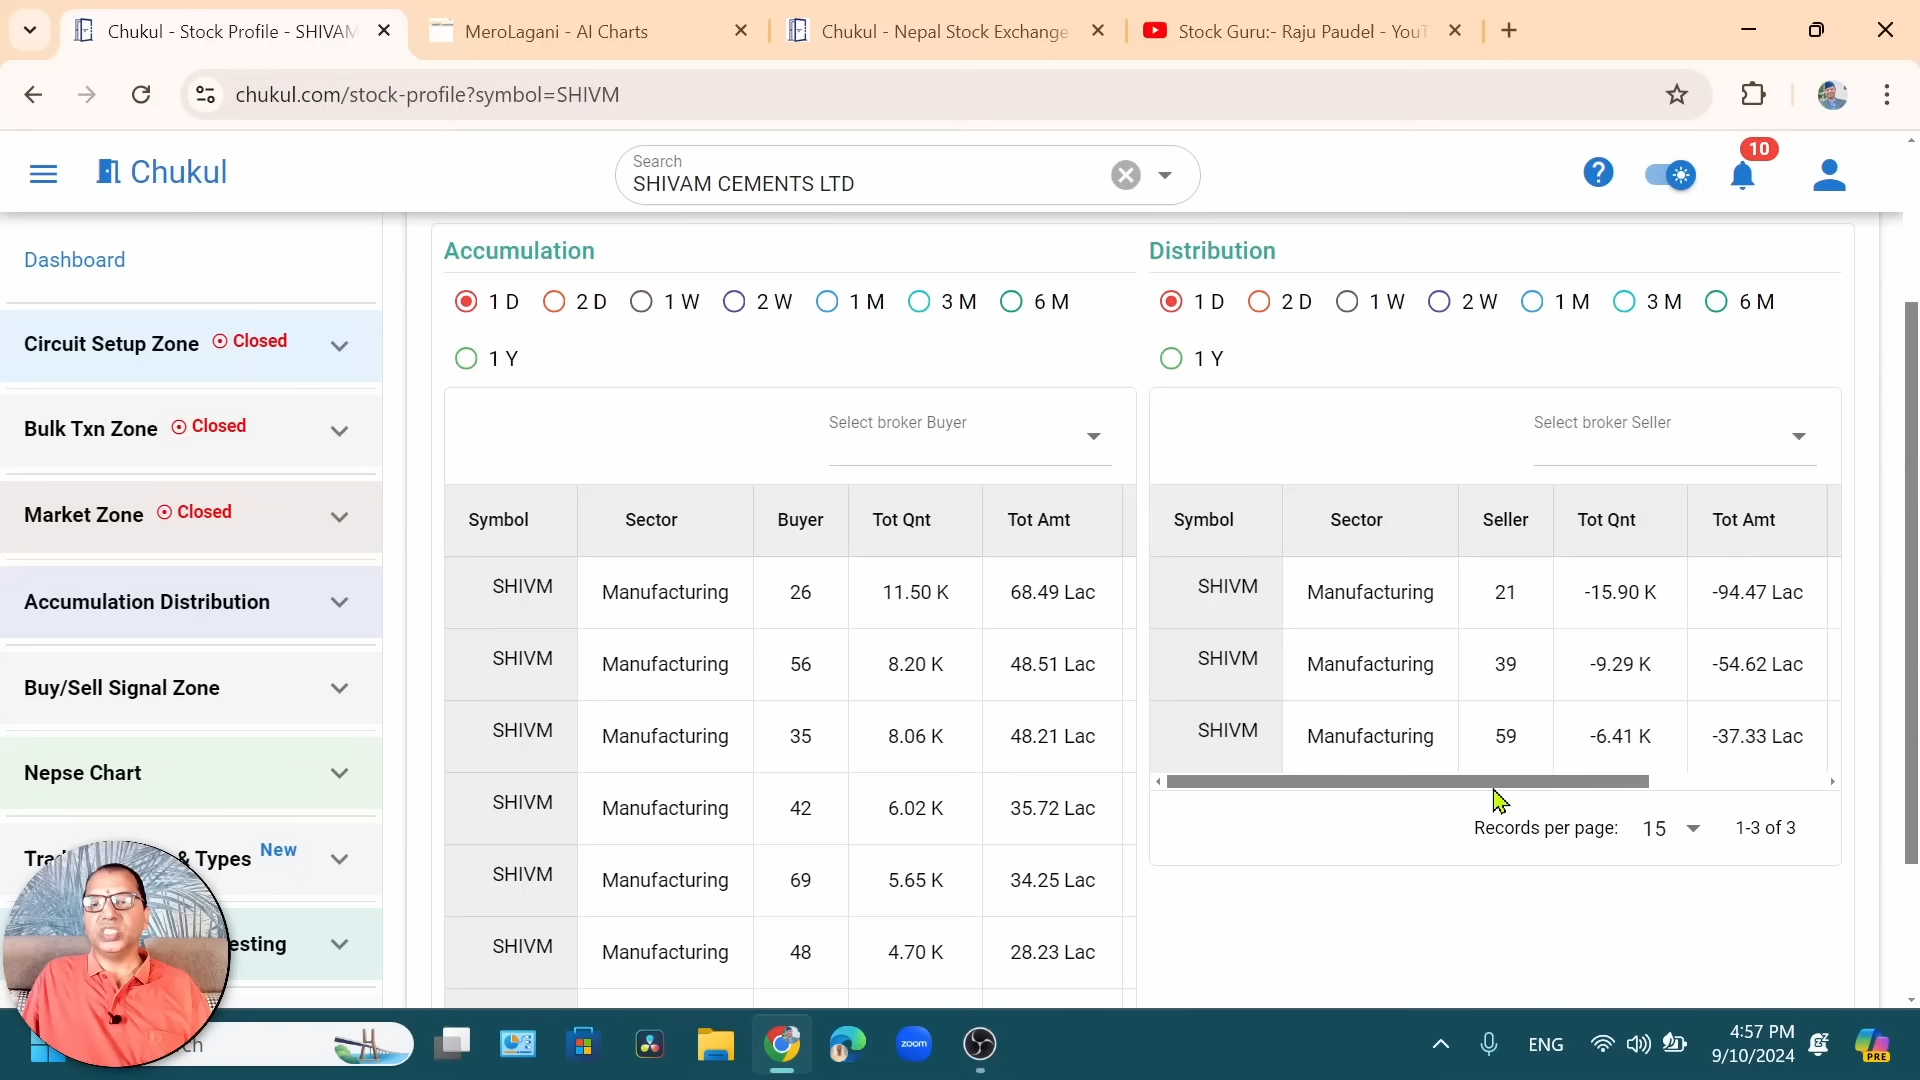 Chukul - Stock Profile - SHIVAM
MeroLagani - AI Charts
Chukul - Nepal Stock Exchange
Stock Guru:- Raju Paudel - YouT
chukul.com/stock-profile?symbol=SHIVM
Chukul
Search
SHIVAM CEMENTS LTD
10
Dashboard
Circuit Setup Zone Closed
Bulk Txn Zone Closed
Market Zone Closed
Accumulation Distribution
Buy/Sell Signal Zone
Nepse Chart
& Types New
esting
Accumulation
1 D 2 D 1 W 2 W 1 M 3 M 6 M
1 Y
Select broker Buyer
Symbol Sector Buyer Tot Qnt Tot Amt
SHIVM Manufacturing 26 11.50 K 68.49 Lac
SHIVM Manufacturing 56 8.20 K 48.51 Lac
SHIVM Manufacturing 35 8.06 K 48.21 Lac
SHIVM Manufacturing 42 6.02 K 35.72 Lac
SHIVM Manufacturing 69 5.65 K 34.25 Lac
SHIVM Manufacturing 48 4.70 K 28.23 Lac
Distribution
1 D 2 D 1 W 2 W 1 M 3 M 6 M
1 Y
Select broker Seller
Symbol Sector Seller Tot Qnt Tot Amt
SHIVM Manufacturing 21 -15.90 K -94.47 Lac
SHIVM Manufacturing 39 -9.29 K -54.62 Lac
SHIVM Manufacturing 59 -6.41 K -37.33 Lac
Records per page: 15 1-3 of 3
zoom
ENG
4:57 PM
9/10/2024
PRE